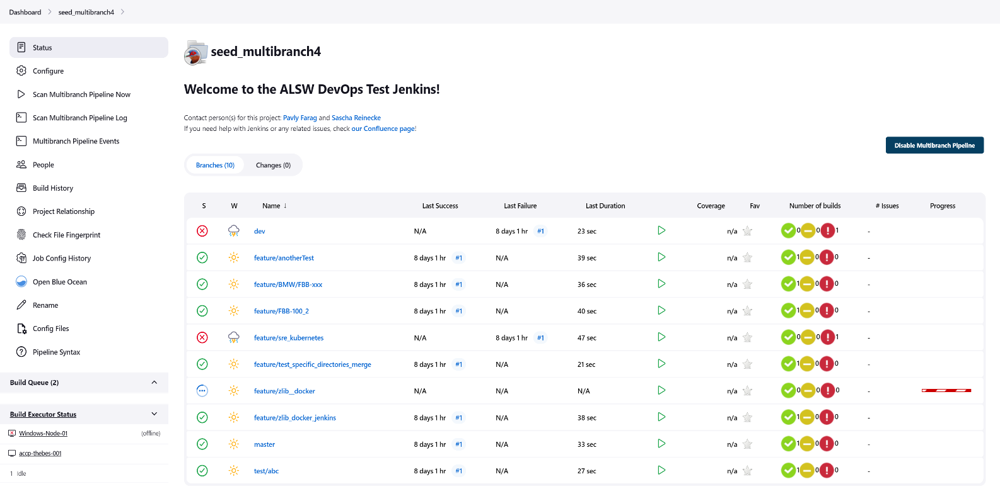 Dashboard > seed_multibranch4 >
Status
Configure
Scan Multibranch Pipeline Now
Scan Multibranch Pipeline Log
Multibranch Pipeline Events
People
Build History
Project Relationship
Check File Fingerprint
Job Config History
Open Blue Ocean
Rename
Config Files
Pipeline Syntax
Build Queue (2)
Build Executor Status
Windows-Node-01 (offline)
accp-thebes-001
1 Idle
seed_multibranch4
Welcome to the ALSW DevOps Test Jenkins!
Contact person(s) for this project: Pavly Farag and Sascha Reinecke
If you need help with Jenkins or any related issues, check our Confluence page!
Disable Multibranch Pipeline
Branches (10) Changes (0)
S W Name ↓ Last Success Last Failure Last Duration Coverage Fav Number of builds # Issues Progress
dev N/A 8 days 1 hr #1 23 sec n/a 0 0 1 -
feature/anotherTest 8 days 1 hr #1 N/A 39 sec n/a 1 0 0 -
feature/BMW/FBB-xxx 8 days 1 hr #1 N/A 36 sec n/a 1 0 0 -
feature/FBB-100_2 8 days 1 hr #1 N/A 40 sec n/a 1 0 0 -
feature/sre_kubernetes N/A 8 days 1 hr #1 47 sec n/a 0 0 1 -
feature/test_specific_directories_merge 8 days 1 hr #1 N/A 21 sec n/a 1 0 0 -
feature/zlib__docker N/A N/A N/A n/a 0 0 0 -
feature/zlib_docker_jenkins 8 days 1 hr #1 N/A 38 sec n/a 1 0 0 -
master 8 days 1 hr #1 N/A 33 sec n/a 1 0 0 -
test/abc 8 days 1 hr #1 N/A 27 sec n/a 1 0 0 -